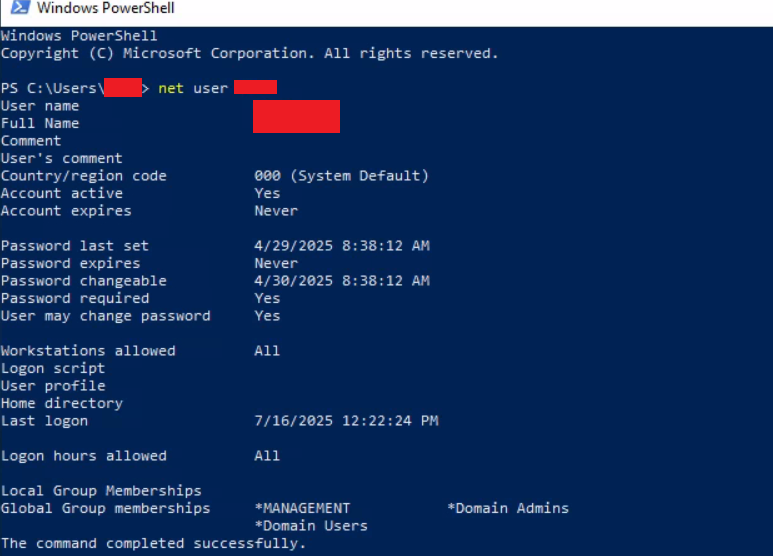 Windows PowerShell
Windows PowerShell
Copyright (C) Microsoft Corporation. All rights reserved.
PS C:\Users\ > net user
User name
Full Name
Comment
User's comment
Country/region code 000 (System Default)
Account active Yes
Account expires Never
Password last set 4/29/2025 8:38:12 AM
Password expires Never
Password changeable 4/30/2025 8:38:12 AM
Password required Yes
User may change password Yes
Workstations allowed All
Logon script
User profile
Home directory
Last logon 7/16/2025 12:22:24 PM
Logon hours allowed All
Local Group Memberships
Global Group memberships *MANAGEMENT *Domain Admins
*Domain Users
The command completed successfully.